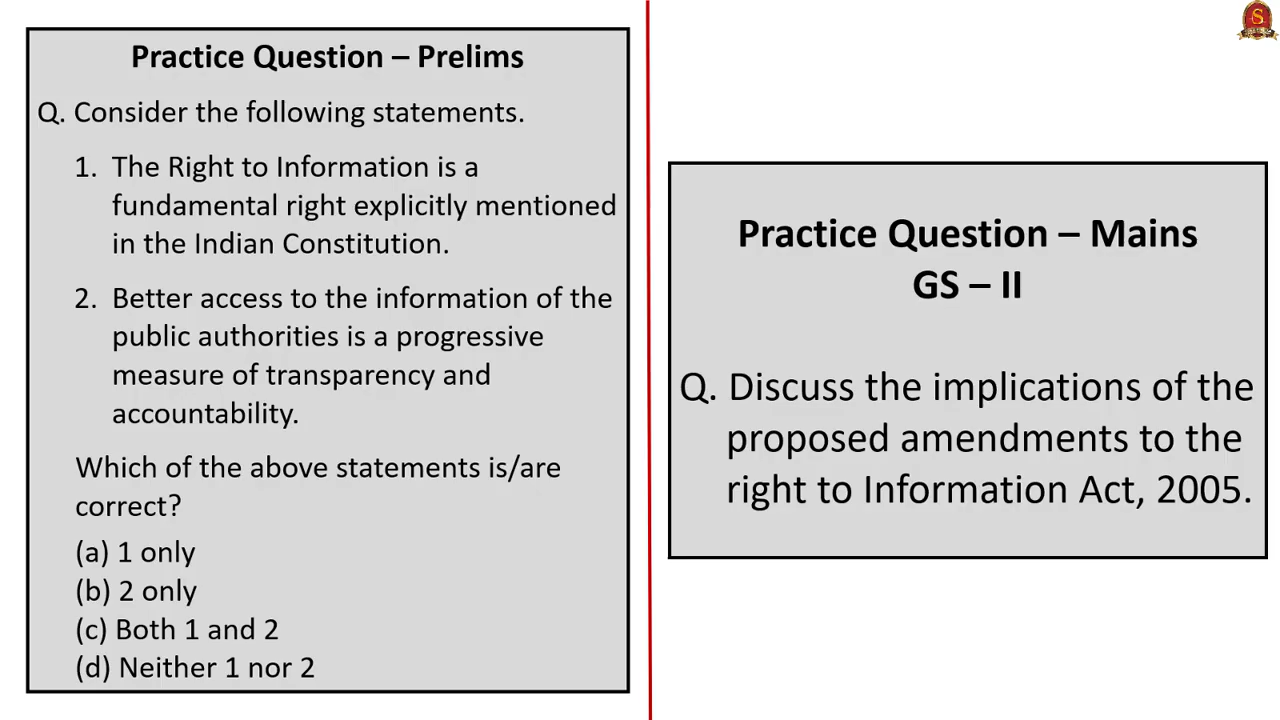 Practice Question – Prelims
Q. Consider the following statements.
1. The Right to Information is a
fundamental right explicitly mentioned
in the Indian Constitution.
2. Better access to the information of the
public authorities is a progressive
measure of transparency and
accountability.
Which of the above statements is/are
correct?
(a) 1 only
(b) 2 only
(c) Both 1 and 2
(d) Neither 1 nor 2
Practice Question – Mains
GS – II
Q. Discuss the implications of the
proposed amendments to the
right to Information Act, 2005.
S